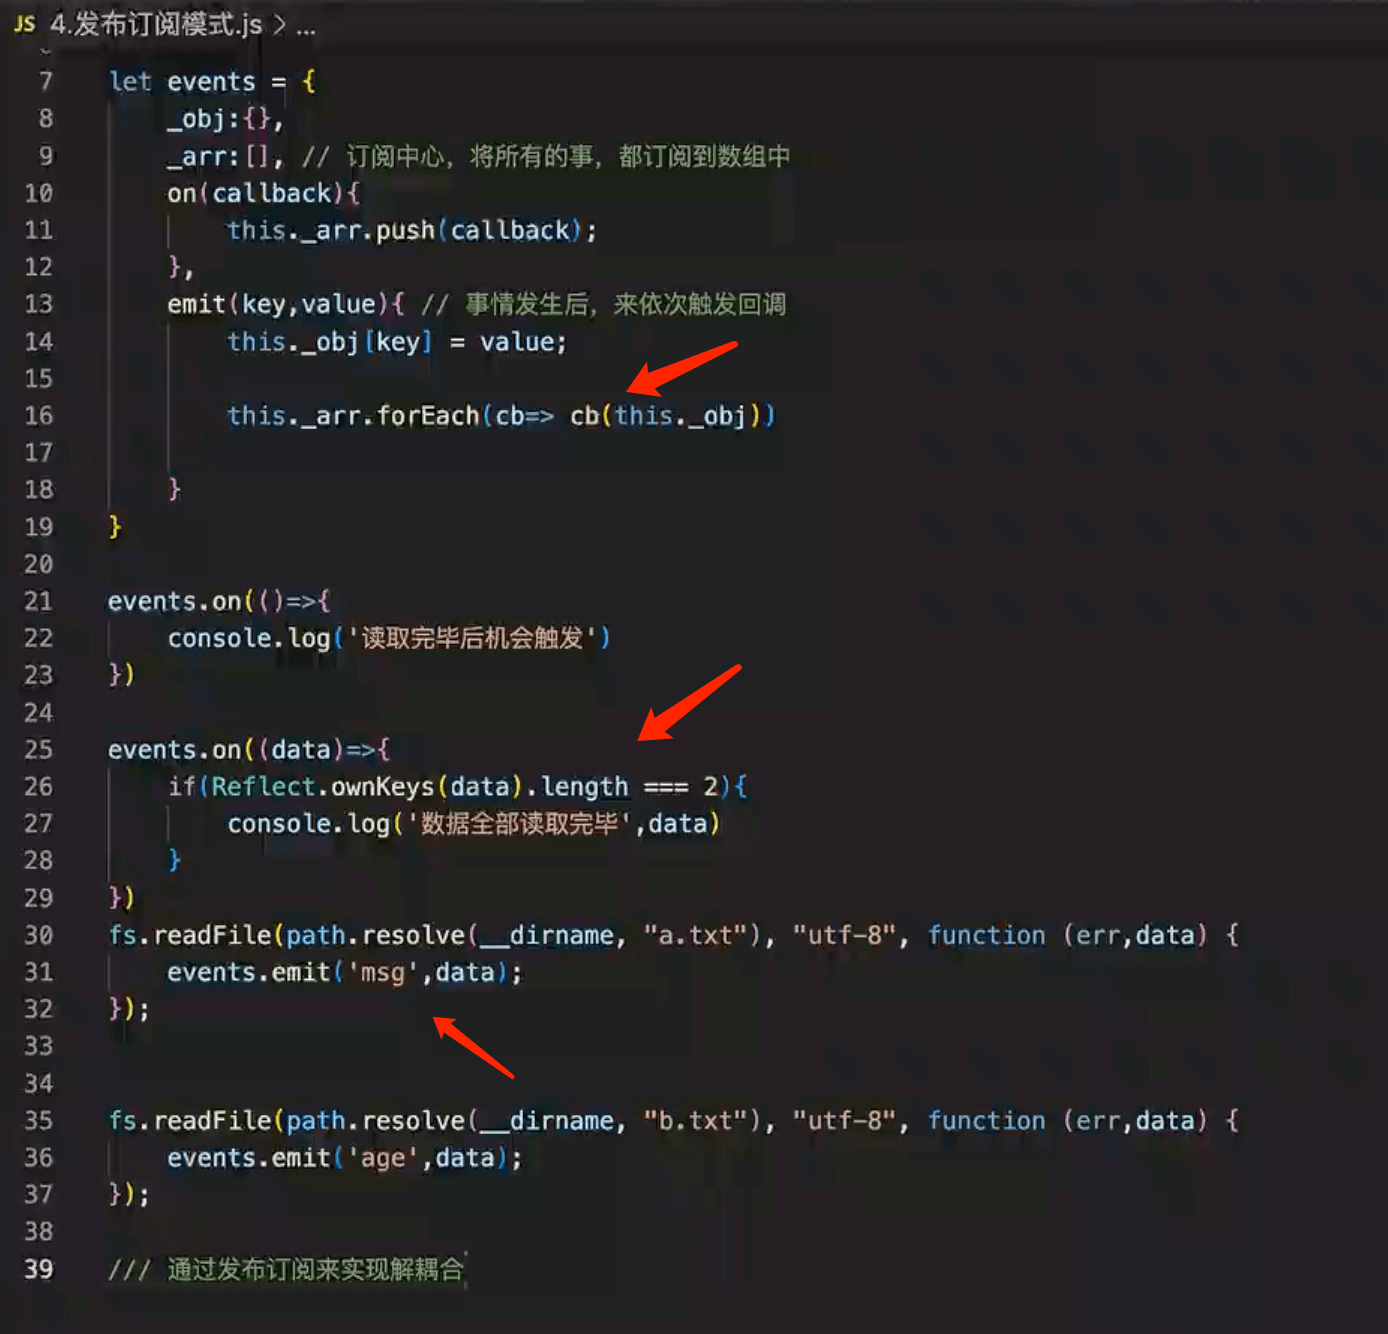 JS 4.发布订阅模式.js > ...
7 let events = {
8 _obj:{},
9 _arr:[], // 订阅中心，将所有的事，都订阅到数组中
10 on(callback){
11 this._arr.push(callback);
12 },
13 emit(key,value){ // 事情发生后，来依次触发回调
14 this._obj[key] = value;
15
16 this._arr.forEach(cb=> cb(this._obj))
17
18 }
19 }
20
21 events.on(()=>{
22 console.log('读取完毕后机会触发')
23 })
24
25 events.on((data)=>{
26 if(Reflect.ownKeys(data).length === 2){
27 console.log('数据全部读取完毕',data)
28 }
29 })
30 fs.readFile(path.resolve(__dirname, "a.txt"), "utf-8", function (err,data) {
31 events.emit('msg',data);
32 });
33
34
35 fs.readFile(path.resolve(__dirname, "b.txt"), "utf-8", function (err,data) {
36 events.emit('age',data);
37 });
38
39 /// 通过发布订阅来实现解耦合